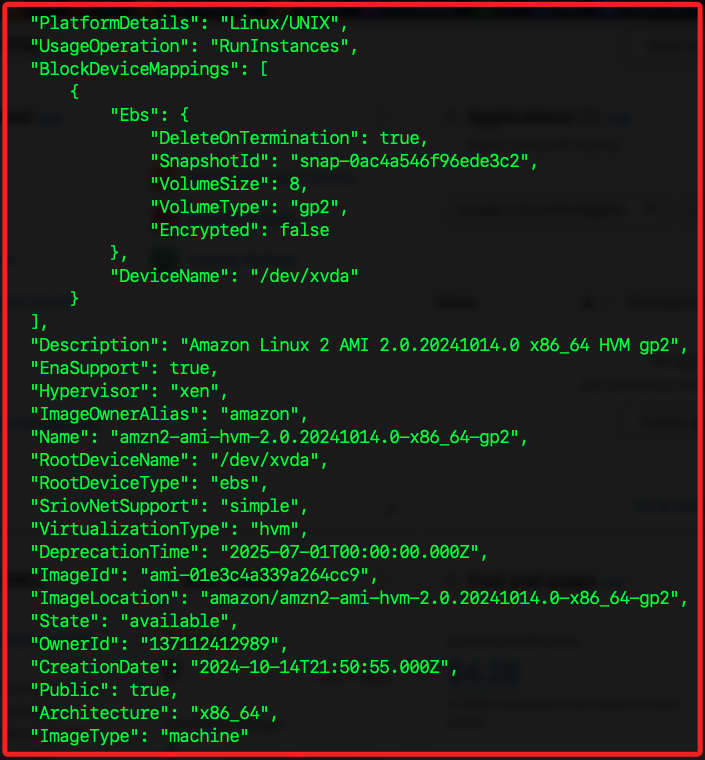 "PlatformDetails": "Linux/UNIX",
"UsageOperation": "RunInstances",
"BlockDeviceMappings": [
{
"Ebs": {
"DeleteOnTermination": true,
"SnapshotId": "snap-0ac4a546f96ede3c2",
"VolumeSize": 8,
"VolumeType": "gp2",
"Encrypted": false
},
"DeviceName": "/dev/xvda"
}
],
"Description": "Amazon Linux 2 AMI 2.0.20241014.0 x86_64 HVM gp2",
"EnaSupport": true,
"Hypervisor": "xen",
"ImageOwnerAlias": "amazon",
"Name": "amzn2-ami-hvm-2.0.20241014.0-x86_64-gp2",
"RootDeviceName": "/dev/xvda",
"RootDeviceType": "ebs",
"SriovNetSupport": "simple",
"VirtualizationType": "hvm",
"DeprecationTime": "2025-07-01T00:00:00.000Z",
"ImageId": "ami-01e3c4a339a264cc9",
"ImageLocation": "amazon/amzn2-ami-hvm-2.0.20241014.0-x86_64-gp2",
"State": "available",
"OwnerId": "137112412989",
"CreationDate": "2024-10-14T21:50:55.000Z",
"Public": true,
"Architecture": "x86_64",
"ImageType": "machine"